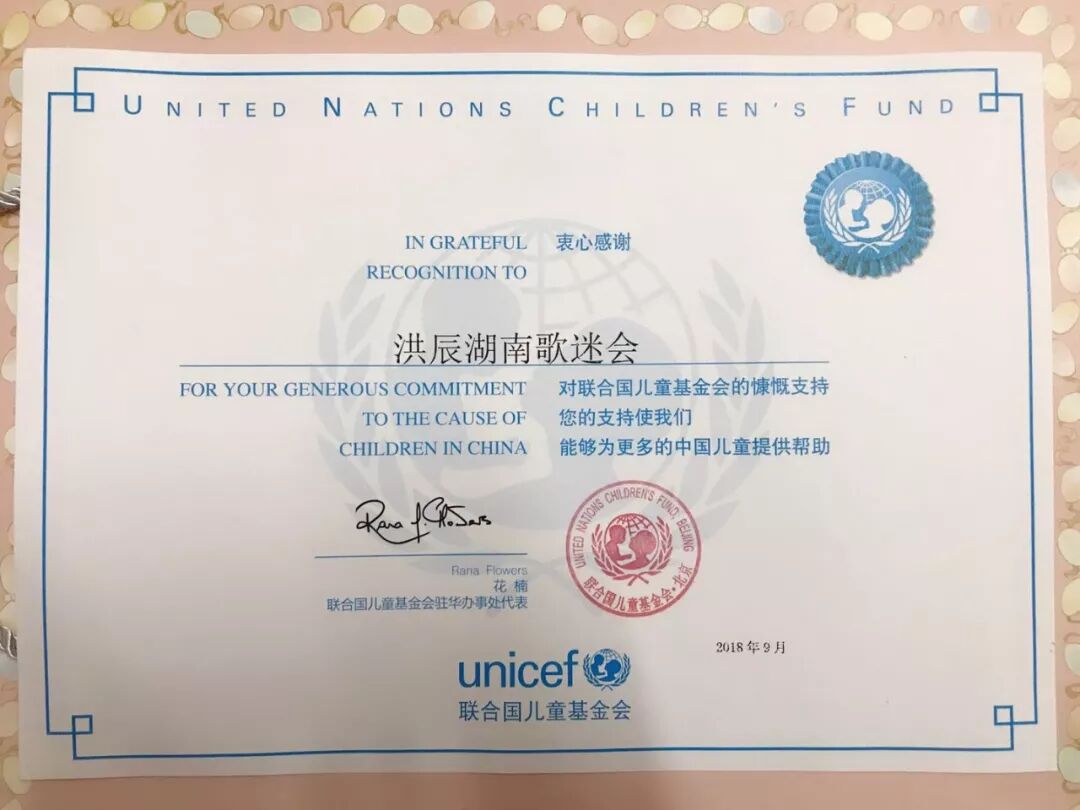 UNITED NATIONS CHILDREN'S FUND
IN GRATEFUL 衷心感谢
RECOGNITION TO
洪辰湖南歌迷会
FOR YOUR GENEROUS COMMITMENT 对联合国儿童基金会的慷慨支持
TO THE CAUSE OF 您的支持使我们
CHILDREN IN CHINA 能够为更多的中国儿童提供帮助
Rana Flowers
UNITED NATIONS CHILDREN'S FUND, BEIJING
联合国儿童基金会·北京
Rana Flowers
花楠
联合国儿童基金会驻华办事处代表
2018年9月
unicef
联合国儿童基金会